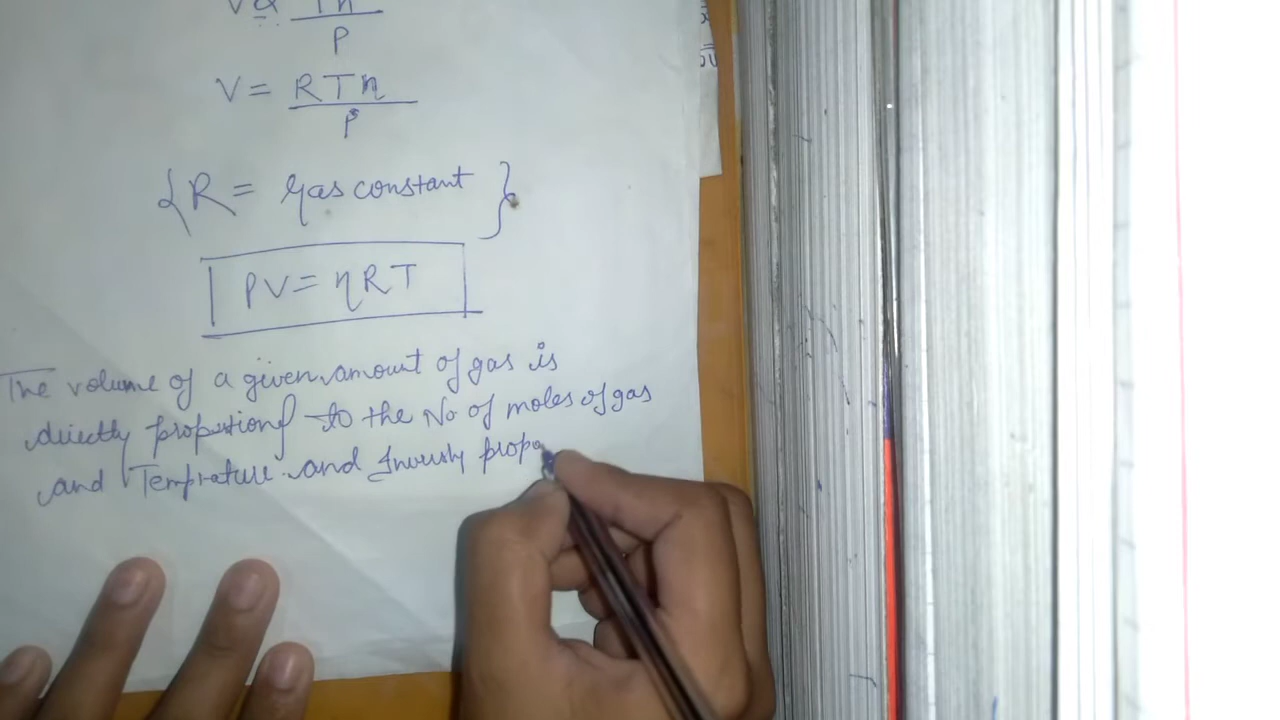 V ∝ Tn
P
V = RTn
P
{R = gas constant}
PV = nRT
The volume of a given amount of gas is
directly proportional to the No of moles of gas
and Temprature and Inversly propo